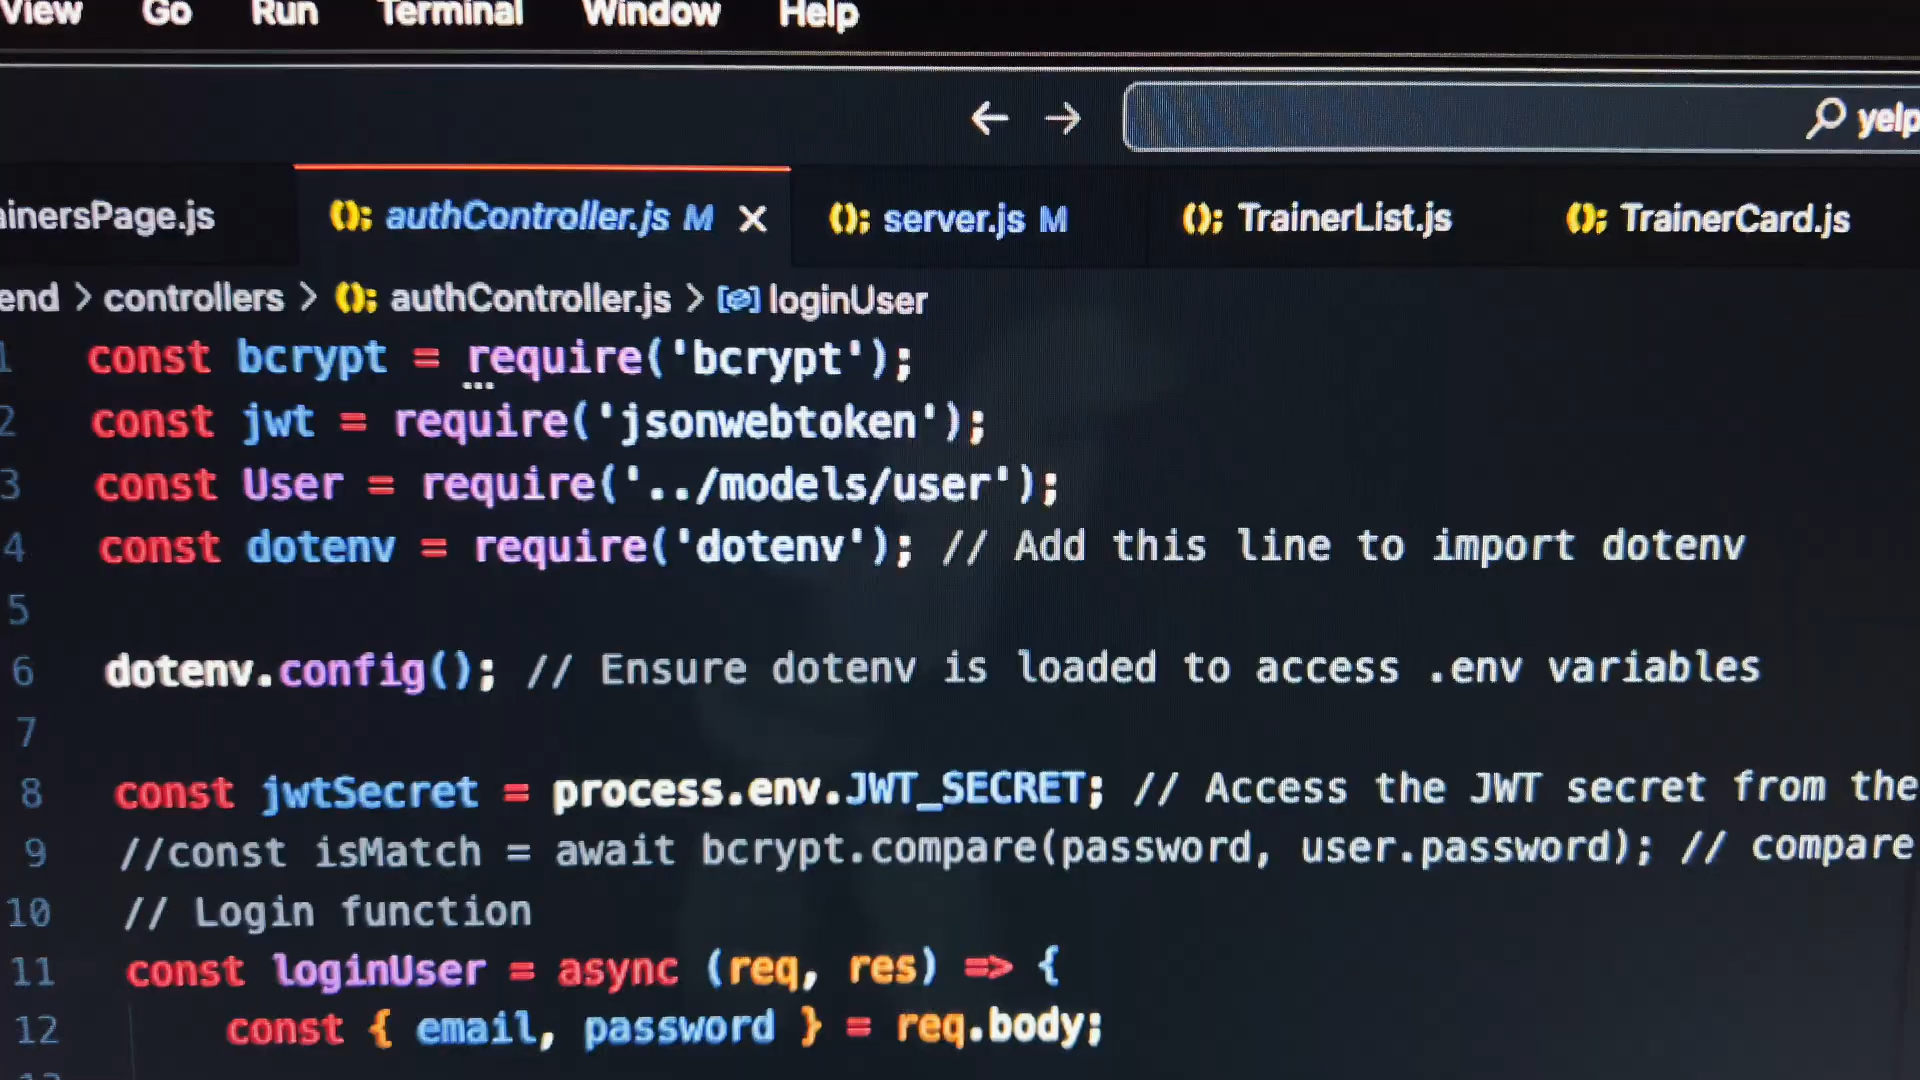 View Go Run Terminal Window Help
yelp
ainersPage.js authController.js M server.js M TrainerList.js TrainerCard.js
end > controllers > authController.js > loginUser
1 const bcrypt = require('bcrypt');
2 const jwt = require('jsonwebtoken');
3 const User = require('../models/user');
4 const dotenv = require('dotenv'); // Add this line to import dotenv
5
6 dotenv.config(); // Ensure dotenv is loaded to access .env variables
7
8 const jwtSecret = process.env.JWT_SECRET; // Access the JWT secret from the
9 //const isMatch = await bcrypt.compare(password, user.password); // compare
10 // Login function
11 const loginUser = async (req, res) => {
12 const { email, password } = req.body;